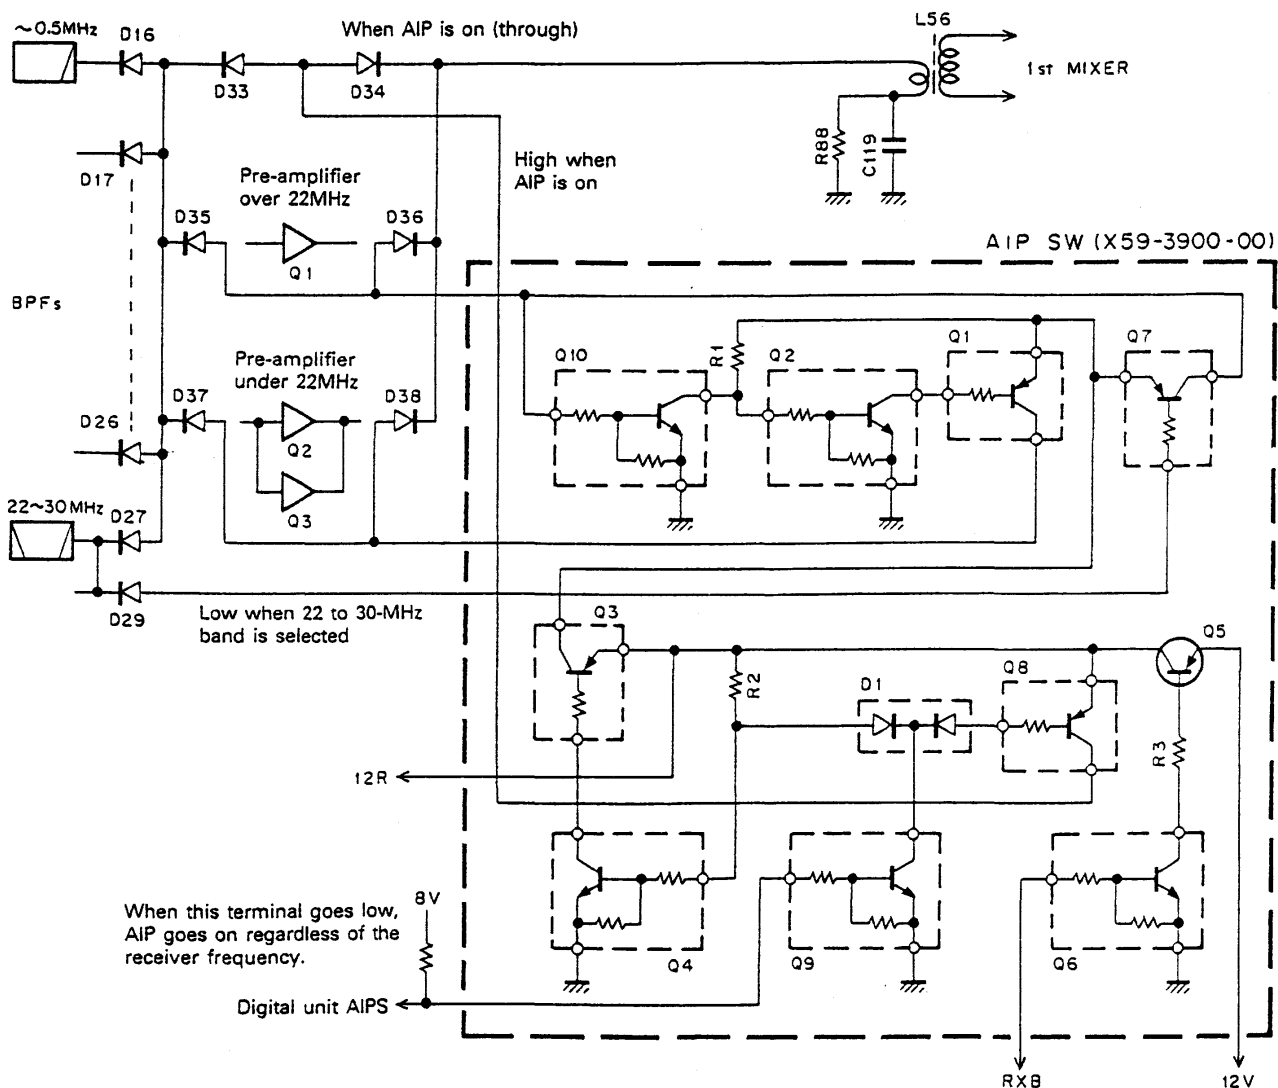 ~0.5MHz
D16
When AIP is on (through)
L56
D33
D34
1st MIXER
R88
C119
D17
High when
AIP is on
Pre-amplifier
over 22MHz
D35
D36
Q1
AIP SW (X59-3900-00)
BPFs
Pre-amplifier
under 22MHz
D37
D38
Q2
Q3
D26
Q10
R1
Q2
Q1
Q7
22~30MHz
D27
D29
Low when 22 to 30-MHz
band is selected
Q3
Q5
R2
D1
Q8
R3
12R
When this terminal goes low,
AIP goes on regardless of the
receiver frequency.
8V
Q4
Q9
Q6
Digital unit AIPS
RXB
12V